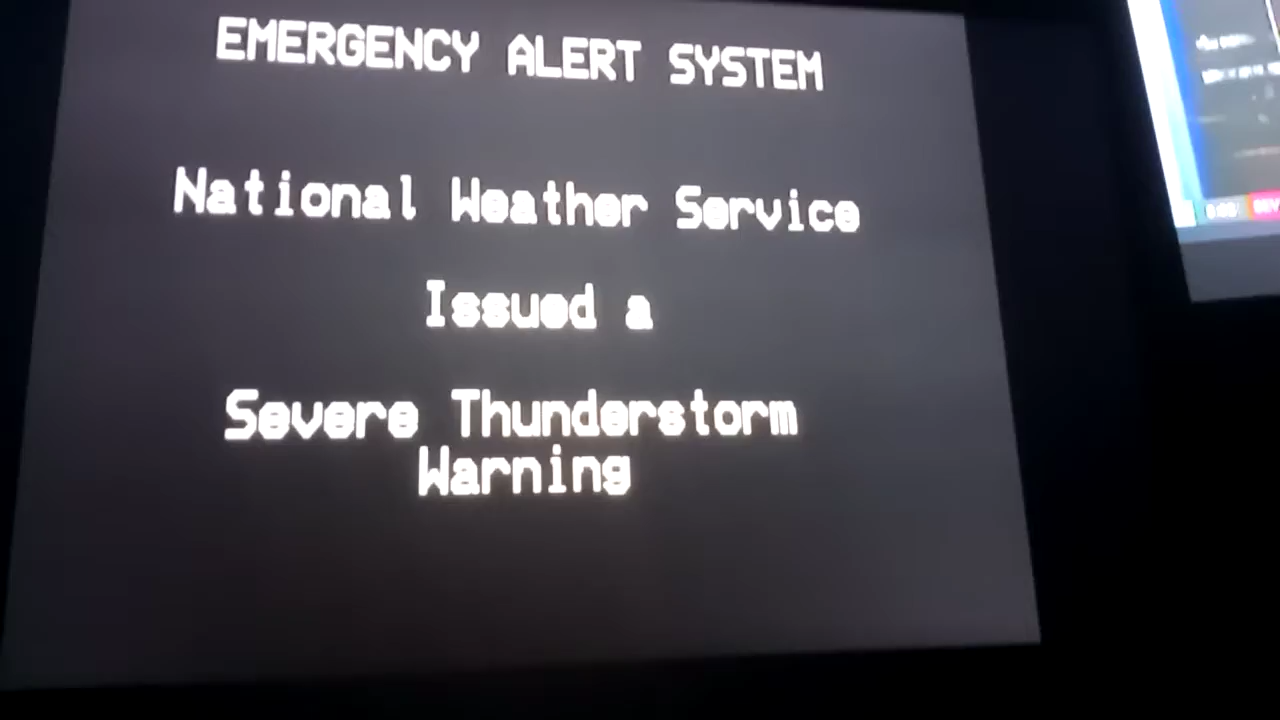 EMERGENCY ALERT SYSTEM
National Weather Service
Issued a
Severe Thunderstorm
Warning